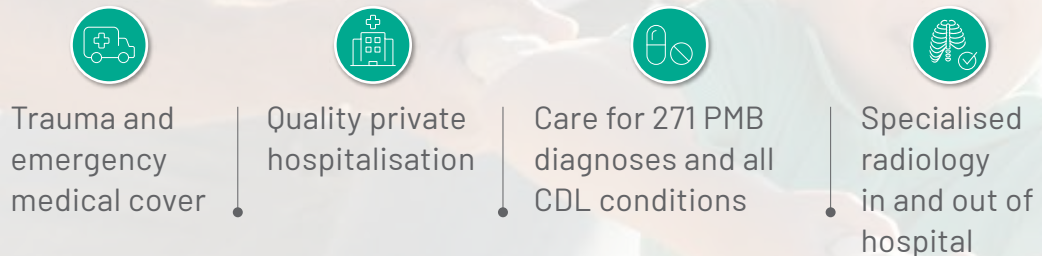 Trauma and
emergency
medical cover
Quality private
hospitalisation
Care for 271 PMB
diagnoses and all
CDL conditions
Specialised
radiology
in and out of
hospital